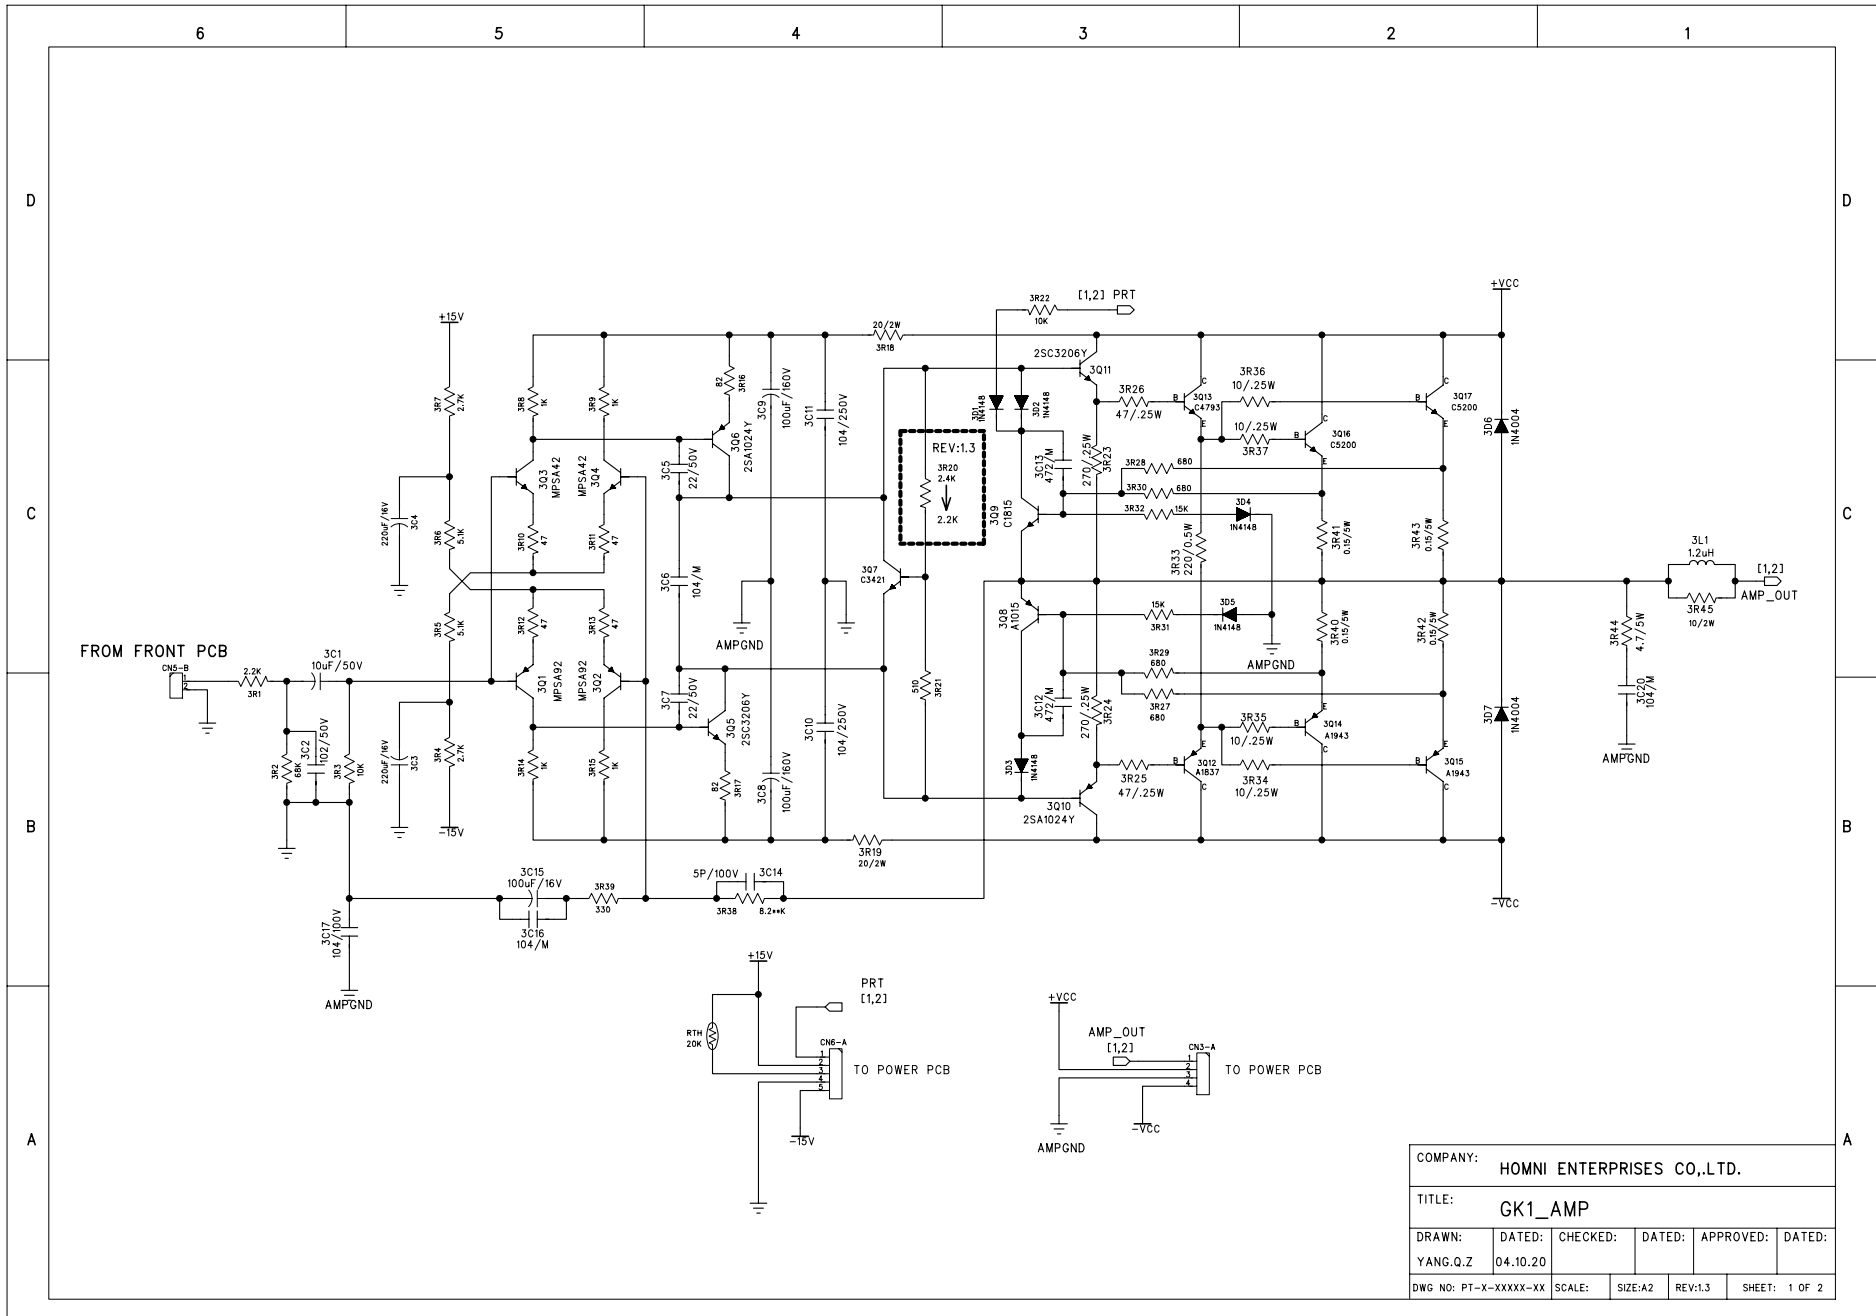 6 5 4 3 2 1
D D
C C
B B
A A
[1,2] PRT
3R22
10K
+VCC
+15V
20/2W
3R18
2SC3206Y
3Q11
3R7
2.7K
3R8
1K
3R9
1K
82
3R16
3C9
100uF/160V
3C11
104/250V
3D1
1N4148
3D2
1N4148
3R26
47/.25W
3Q13
C4793
B
C
E
3R36
10/.25W
10/.25W
3R37
B
C
E
3Q16
C5200
B
C
E
3Q17
C5200
3D6
1N4004
3Q6
2SA1024Y
3Q3
MPSA42
MPSA42
3Q4
3C5
22/50V
REV:1.3
3R20
2.4K
2.2K
3C13
472/M
270/.25W
3R23
3R28
680
3R30
680
3R32
15K
3D4
1N4148
3Q9
C1815
220uF/16V
3C4
3R6
5.1K
3R10
47
3R11
47
3R33
220/0.5W
3R41
0.15/5W
3R43
0.15/5W
3C6
104/M
3Q7
C3421
3L1
1.2uH
[1,2]
AMP_OUT
3R45
10/2W
3R5
5.1K
3R12
47
3R13
47
AMPGND
3Q8
A1015
15K
3R31
3D5
1N4148
AMPGND
3R40
0.15/5W
3R42
0.15/5W
3R44
4.7/5W
FROM FRONT PCB
CN5-B
1
2
2.2K
3R1
3C1
10uF/50V
3Q1
MPSA92
MPSA92
3Q2
3C7
22/50V
510
3R21
3R29
680
3R27
680
3C12
472/M
270/.25W
3R24
3D7
1N4004
3C20
104/M
AMPGND
3R2
68K
3C2
102/50V
3R3
10K
220uF/16V
3C3
3R4
2.7K
-15V
3R14
1K
3R15
1K
3Q5
2SC3206Y
82
3R17
3C8
100uF/160V
3C10
104/250V
3D3
1N4148
3R25
47/.25W
E
B
3Q12
A1837
C
3R35
10/.25W
3R34
10/.25W
E
B
3Q14
A1943
C
E
B
3Q15
A1943
C
3Q10
2SA1024Y
3R19
20/2W
-VCC
3C15
100uF/16V
3C16
104/M
3R39
330
5P/100V
3C14
3R38
8.2**K
3C17
104/100V
AMPGND
+15V
PRT
[1,2]
RTH
20K
CN6-A
1
2
3
4
5
TO POWER PCB
-15V
+VCC
AMP_OUT
[1,2]
CN3-A
1
2
3
4
TO POWER PCB
-VCC
AMPGND
COMPANY: HOMNI ENTERPRISES CO,.LTD.
TITLE: GK1_AMP
DRAWN: DATED: CHECKED: DATED: APPROVED: DATED:
YANG.Q.Z 04.10.20
DWG NO: PT-X-XXXXX-XX SCALE: SIZE:A2 REV:1.3 SHEET: 1 OF 2